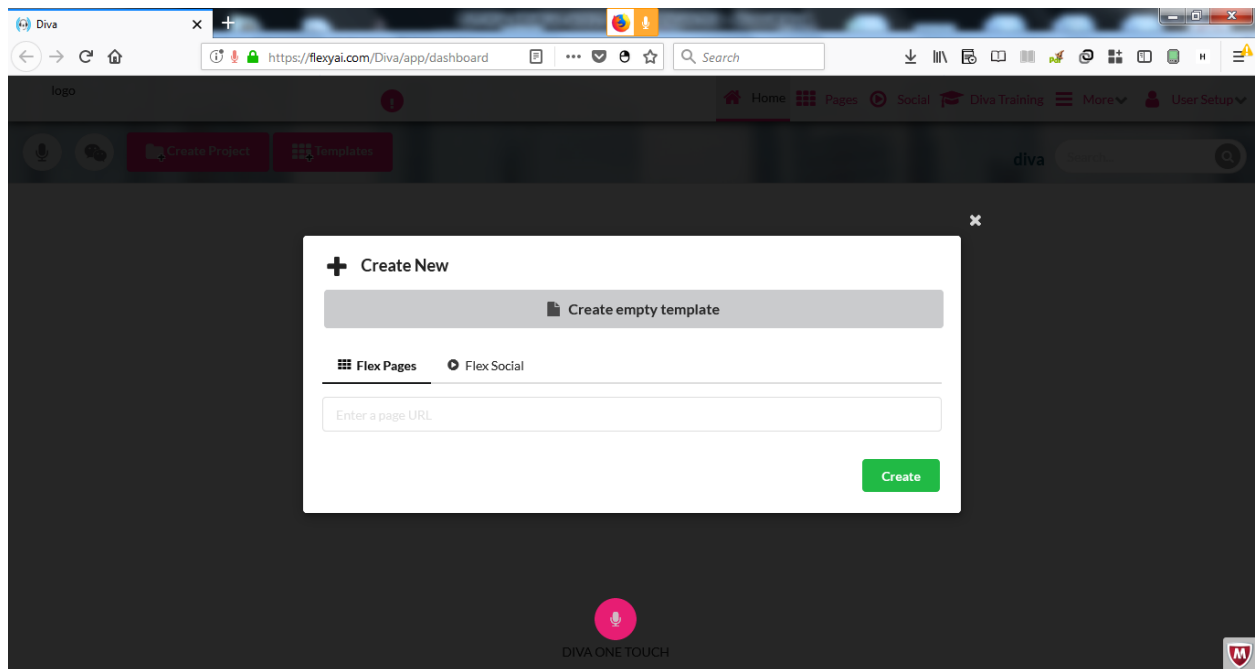 Diva
https://flexyai.com/Diva/app/dashboard
Search
logo
Home
Pages
Social
Diva Training
More
User Setup
Create Project
Templates
diva
Search...
Create New
Create empty template
Flex Pages
Flex Social
Enter a page URL
Create
DIVA ONE TOUCH